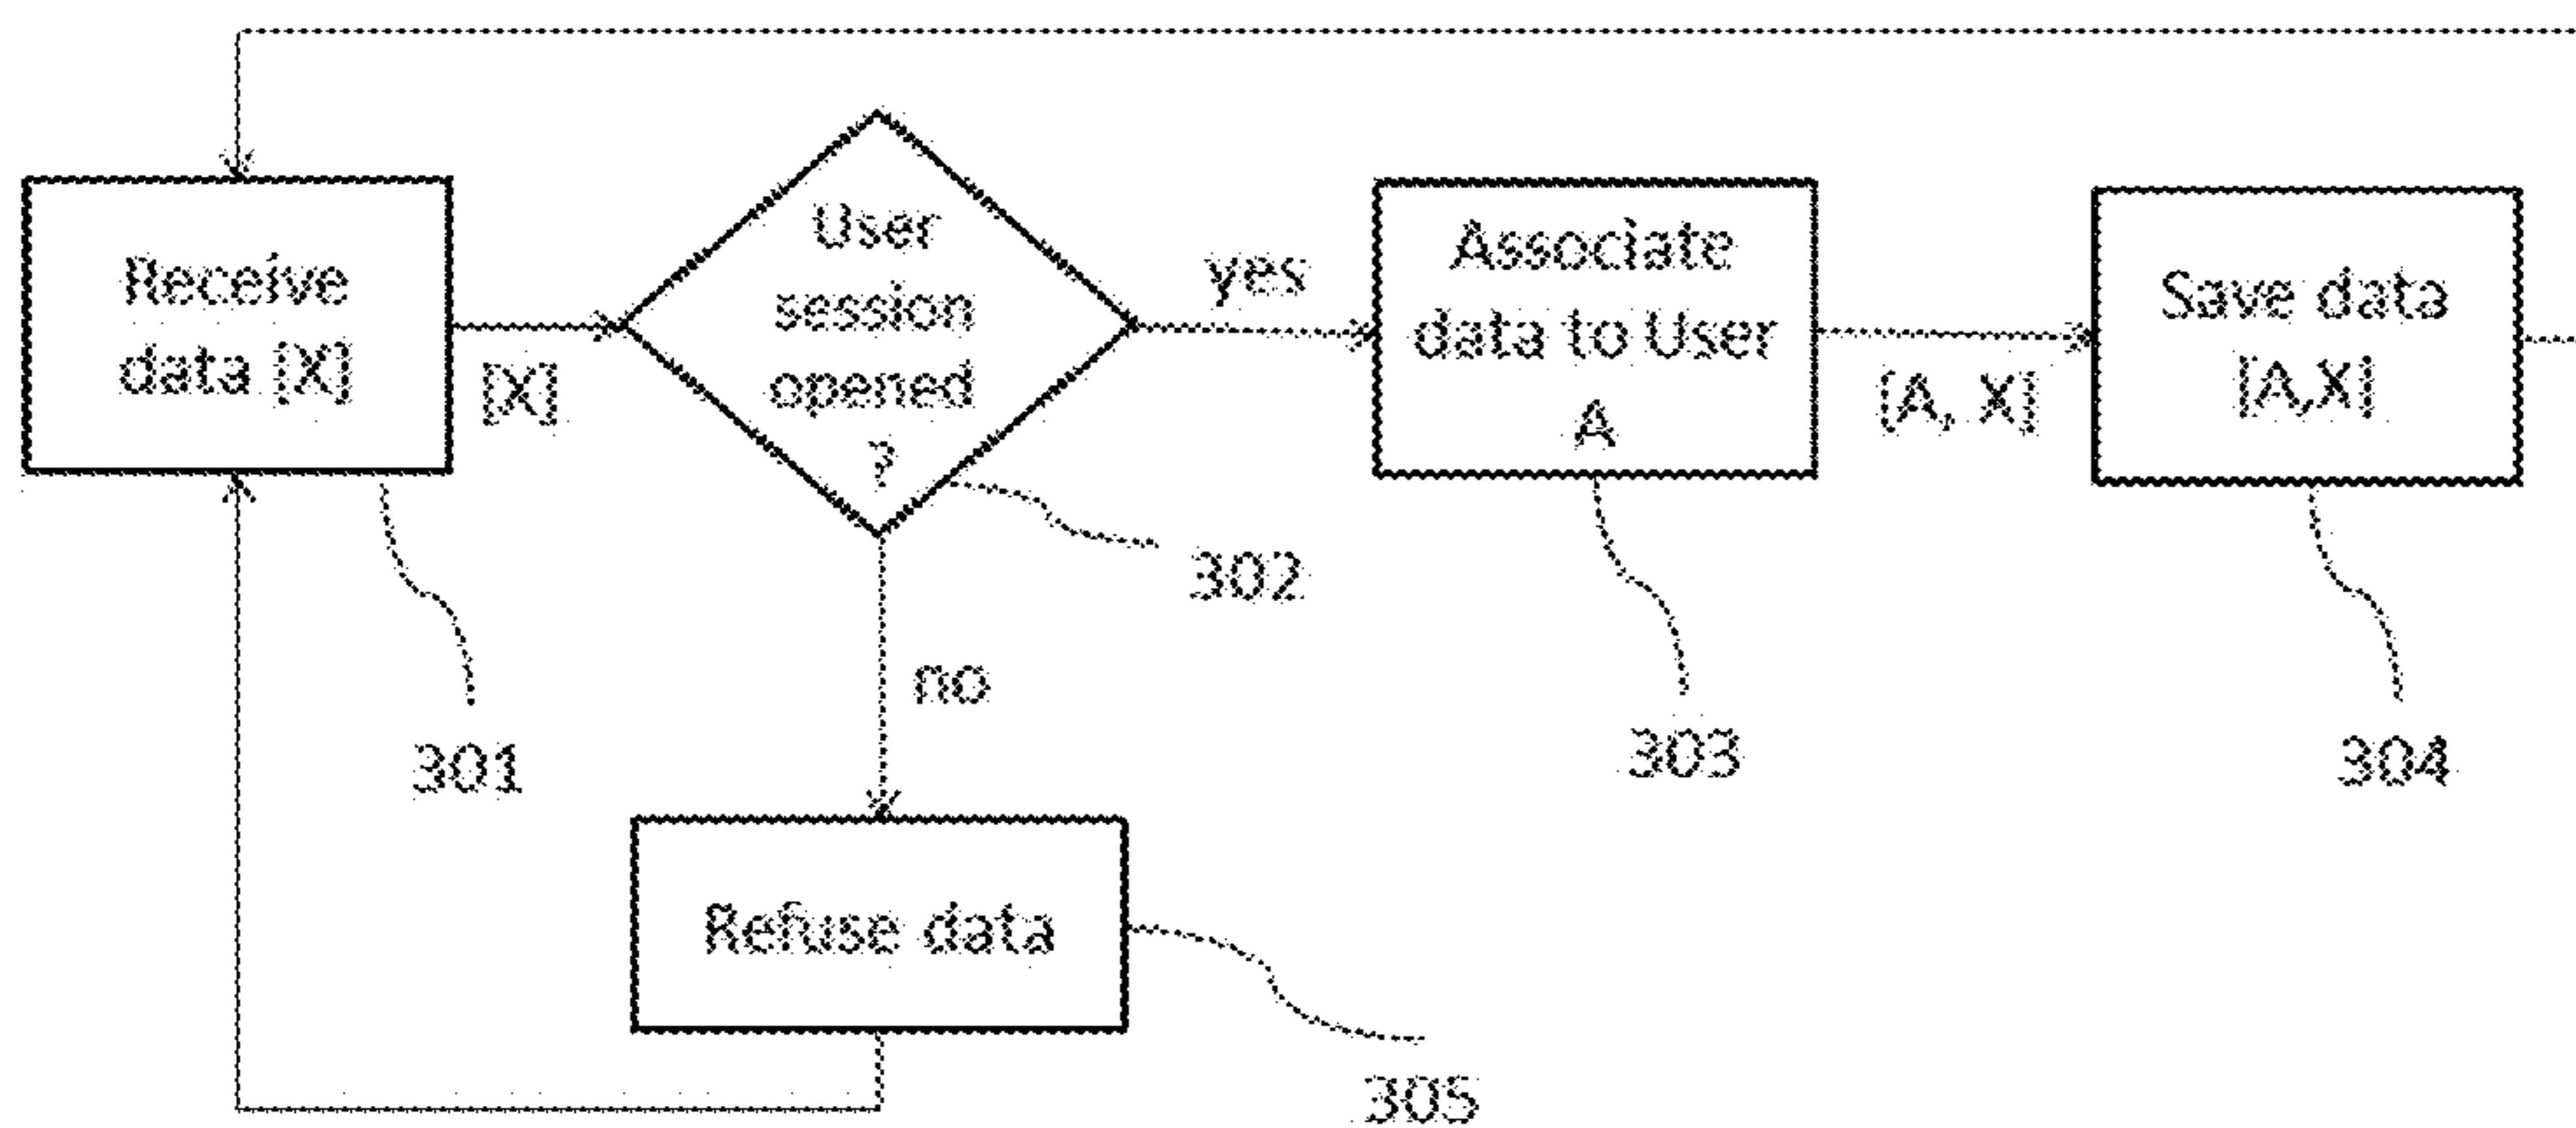 Receive
data [X]
[X]
User
session
opened
?
yes
Associate
data to User
A
[A, X]
Save data
[A,X]
302
no
301
303
304
Refuse data
305